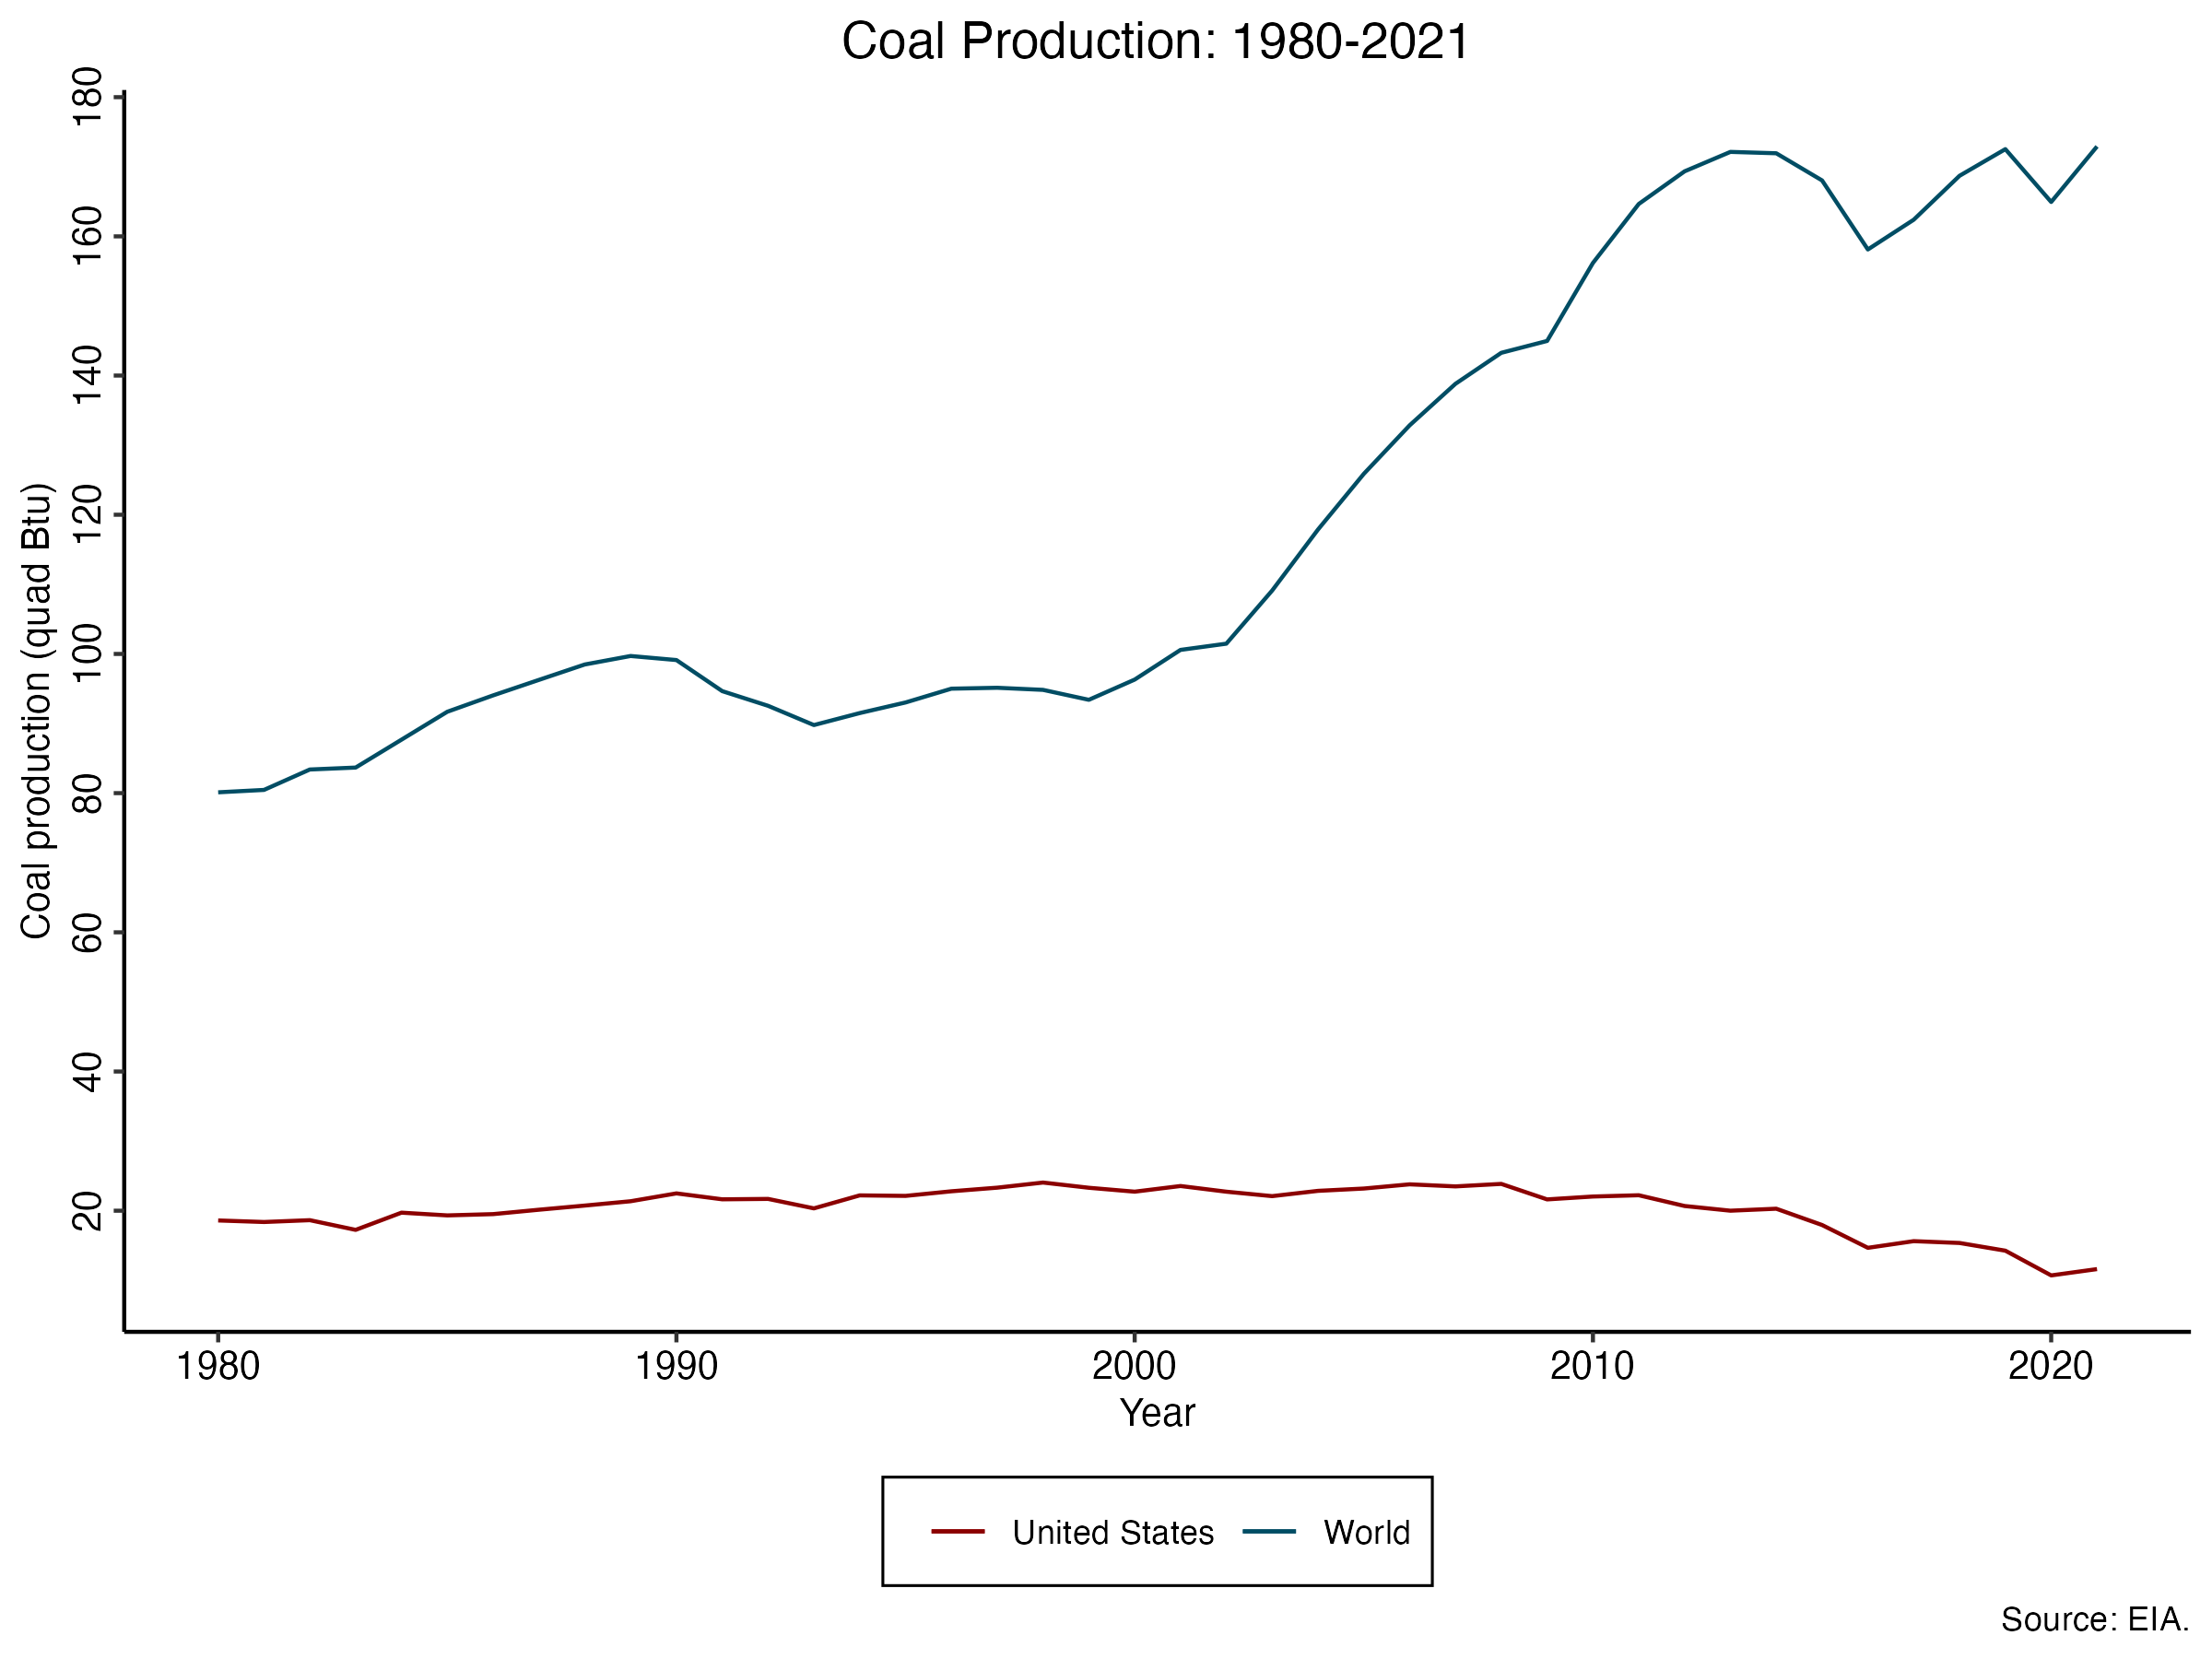 Coal Production: 1980-2021
Coal production (quad Btu)
180
160
140
120
100
80
60
40
20
1980 1990 2000 2010 2020
Year
United States World
Source: EIA.